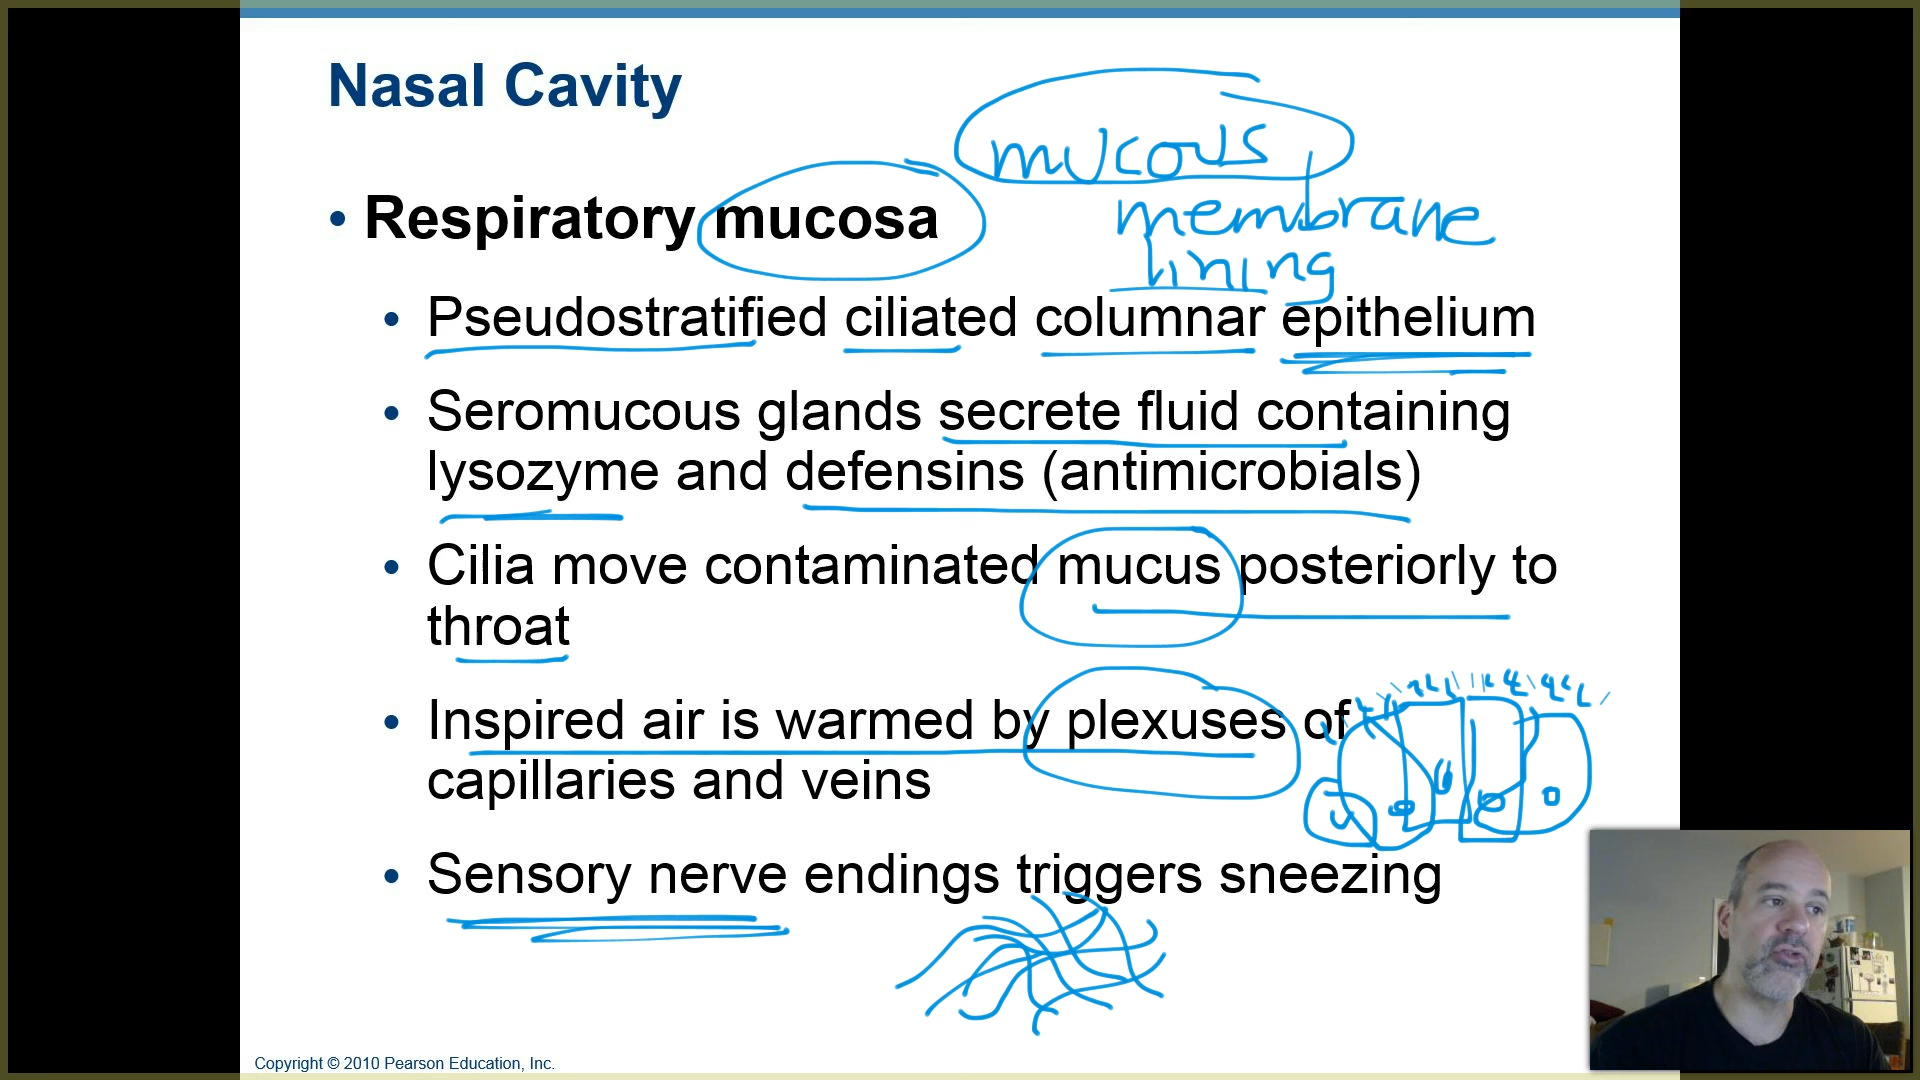 Nasal Cavity
mucous
• Respiratory mucosa
membrane
lining
• Pseudostratified ciliated columnar epithelium
• Seromucous glands secrete fluid containing
lysozyme and defensins (antimicrobials)
• Cilia move contaminated mucus posteriorly to
throat
• Inspired air is warmed by plexuses of
capillaries and veins
• Sensory nerve endings triggers sneezing
Copyright © 2010 Pearson Education, Inc.